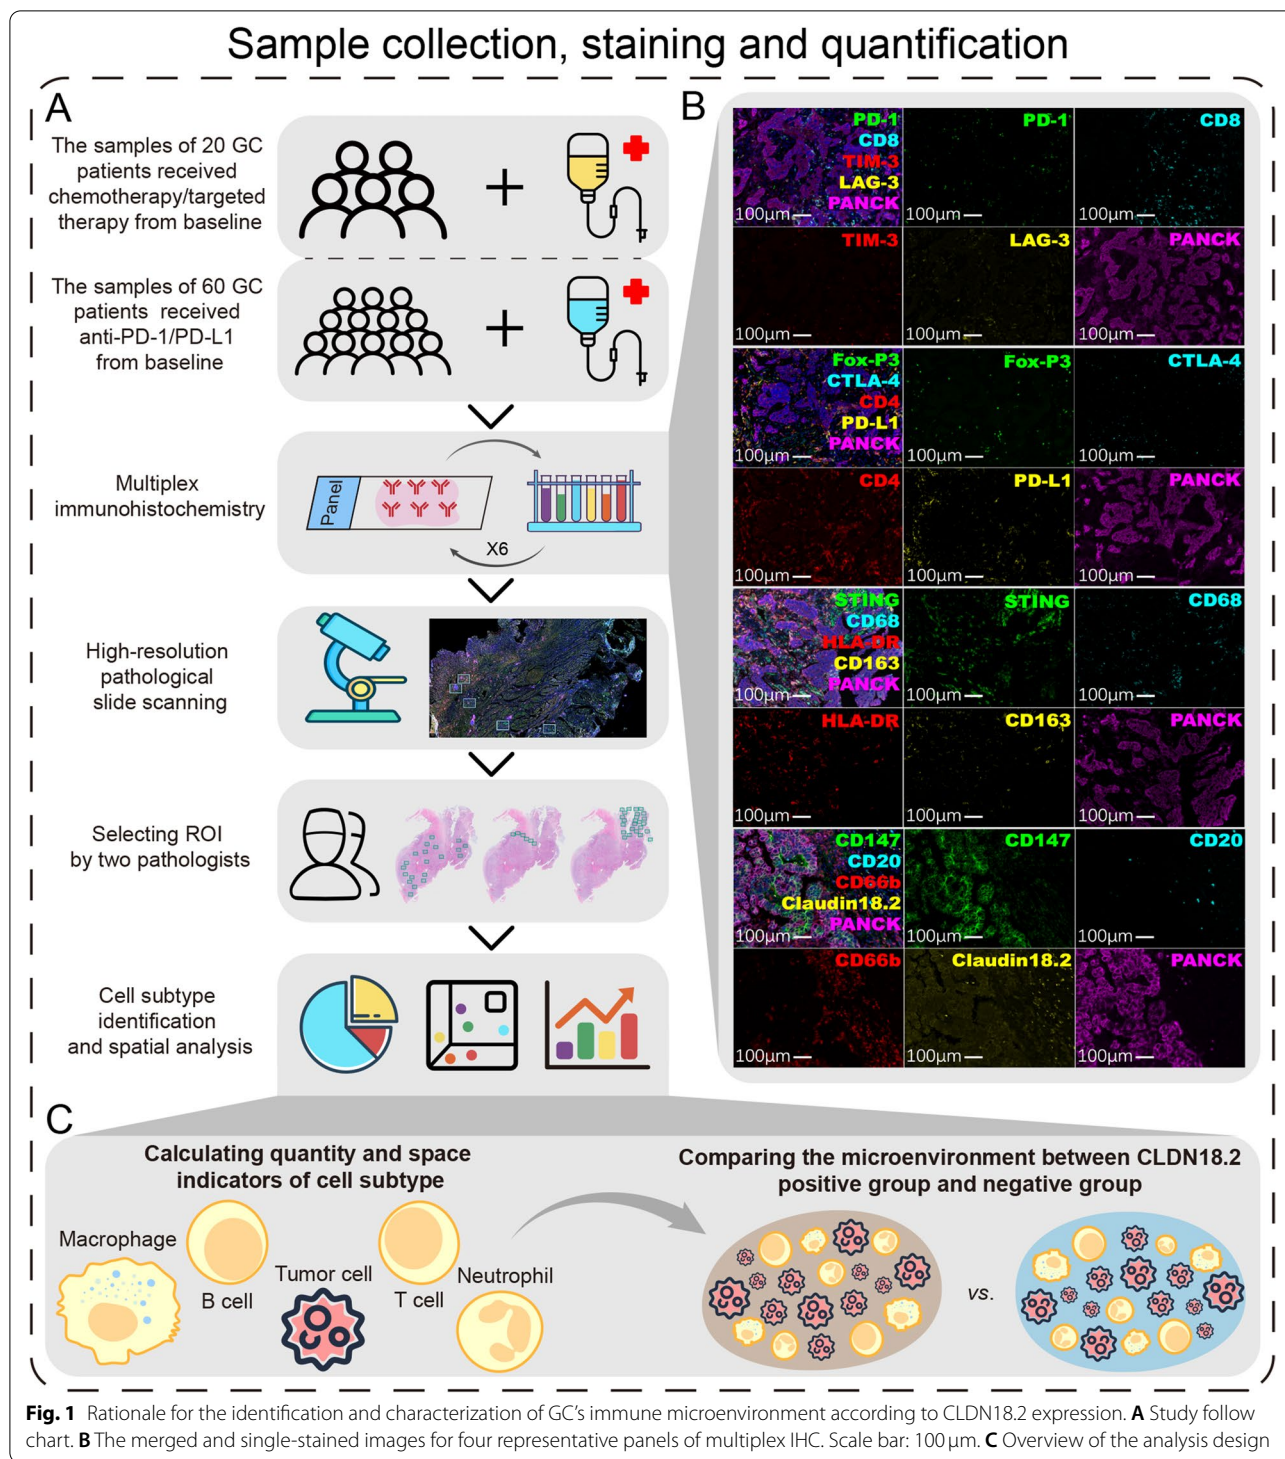 Sample collection, staining and quantification
A
The samples of 20 GC
patients received
chemotherapy/targeted
therapy from baseline
The samples of 60 GC
patients received
anti-PD-1/PD-L1
from baseline
Multiplex
immunohistochemistry
Panel
X6
High-resolution
pathological
slide scanning
Selecting ROI
by two pathologists
Cell subtype
identification
and spatial analysis
B
PD-1
CD8
TIM-3
LAG-3
PANCK
100μm
PD-1
100μm
CD8
100μm
TIM-3
100μm
LAG-3
100μm
PANCK
100μm
Fox-P3
CTLA-4
CD4
PD-L1
PANCK
100μm
Fox-P3
100μm
CTLA-4
100μm
CD4
100μm
PD-L1
100μm
PANCK
100μm
STING
CD68
HLA-DR
CD163
PANCK
100μm
STING
100μm
CD68
100μm
HLA-DR
100μm
CD163
100μm
PANCK
100μm
CD147
CD20
CD66b
Claudin18.2
PANCK
100μm
CD147
100μm
CD20
100μm
CD66b
100μm
Claudin18.2
100μm
PANCK
100μm
C
Calculating quantity and space
indicators of cell subtype
Macrophage
B cell
Tumor cell
T cell
Neutrophil
Comparing the microenvironment between CLDN18.2
positive group and negative group
vs.
Fig. 1 Rationale for the identification and characterization of GC's immune microenvironment according to CLDN18.2 expression. A Study follow
chart. B The merged and single-stained images for four representative panels of multiplex IHC. Scale bar: 100 μm. C Overview of the analysis design